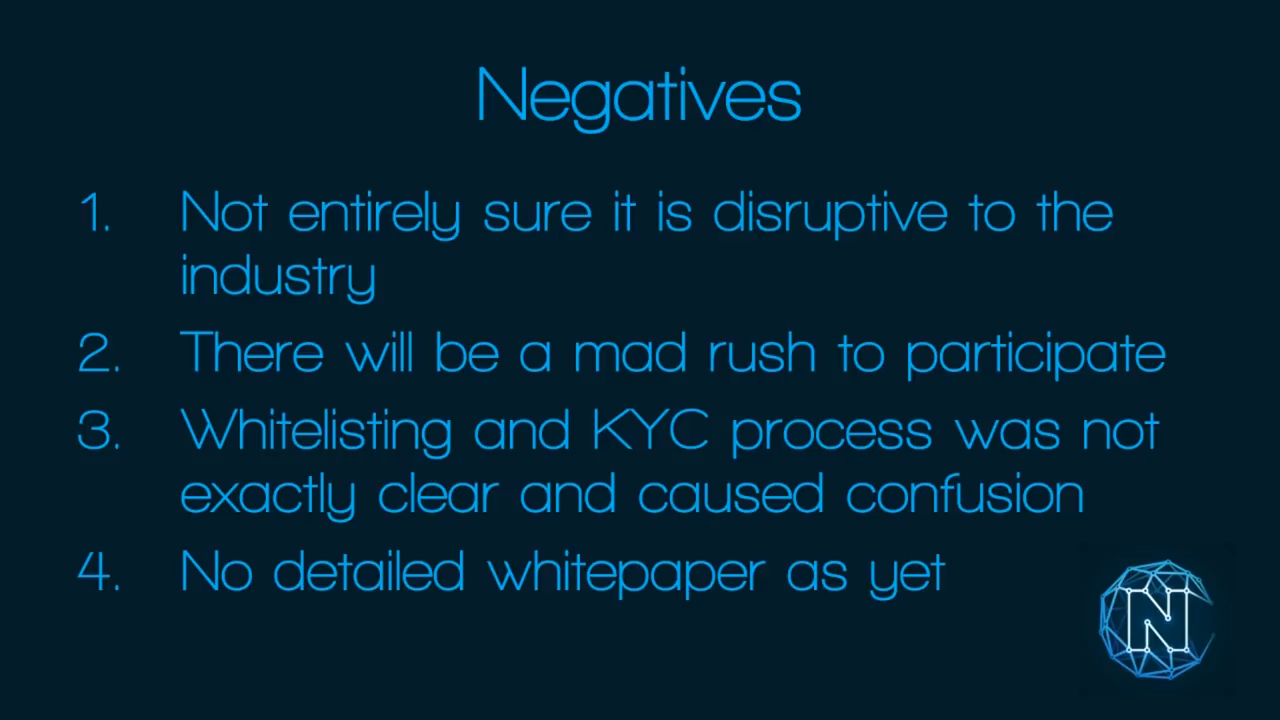 Negatives
1. Not entirely sure it is disruptive to the
industry
2. There will be a mad rush to participate
3. Whitelisting and KYC process was not
exactly clear and caused confusion
4. No detailed whitepaper as yet
N